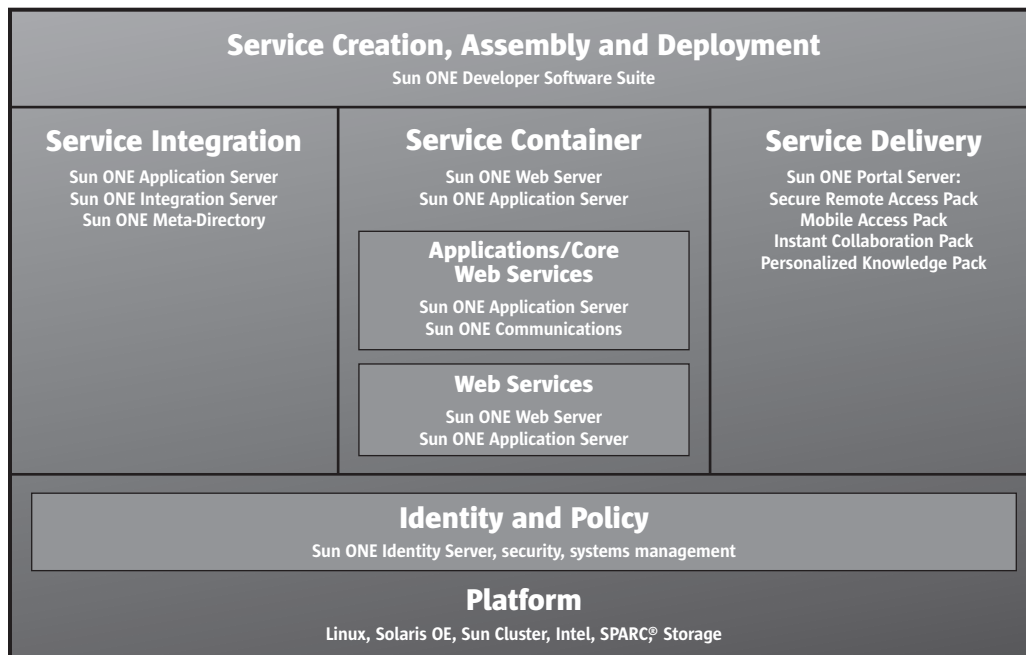 Service Creation, Assembly and Deployment
Sun ONE Developer Software Suite
Service Integration
Sun ONE Application Server
Sun ONE Integration Server
Sun ONE Meta-Directory
Service Container
Sun ONE Web Server
Sun ONE Application Server
Applications/Core
Web Services
Sun ONE Application Server
Sun ONE Communications
Web Services
Sun ONE Web Server
Sun ONE Application Server
Service Delivery
Sun ONE Portal Server:
Secure Remote Access Pack
Mobile Access Pack
Instant Collaboration Pack
Personalized Knowledge Pack
Identity and Policy
Sun ONE Identity Server, security, systems management
Platform
Linux, Solaris OE, Sun Cluster, Intel, SPARC,® Storage